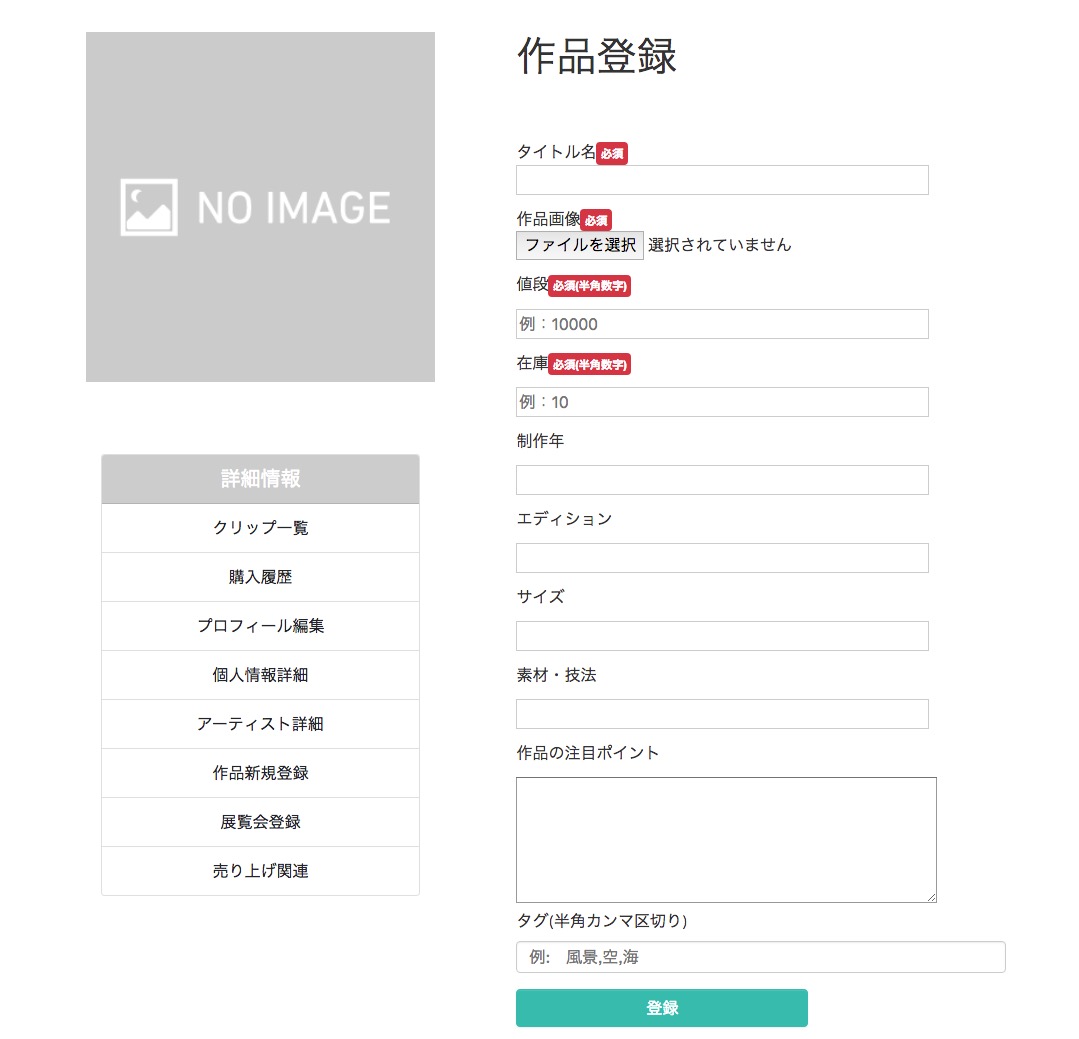 NO IMAGE
詳細情報
クリップ一覧
購入履歴
プロフィール編集
個人情報詳細
アーティスト詳細
作品新規登録
展覧会登録
売り上げ関連
作品登録
タイトル名必須
作品画像必須
ファイルを選択 選択されていません
値段必須(半角数字)
例：10000
在庫必須(半角数字)
例：10
制作年
エディション
サイズ
素材・技法
作品の注目ポイント
タグ(半角カンマ区切り)
例:　風景,空,海
登録